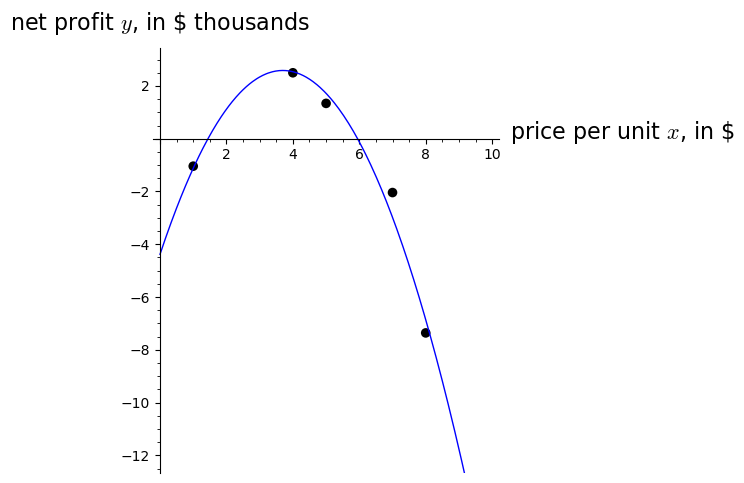 net profit y, in $ thousands
2
price per unit x, in $
2 4 6 8 10
−2
−4
−6
−8
−10
−12